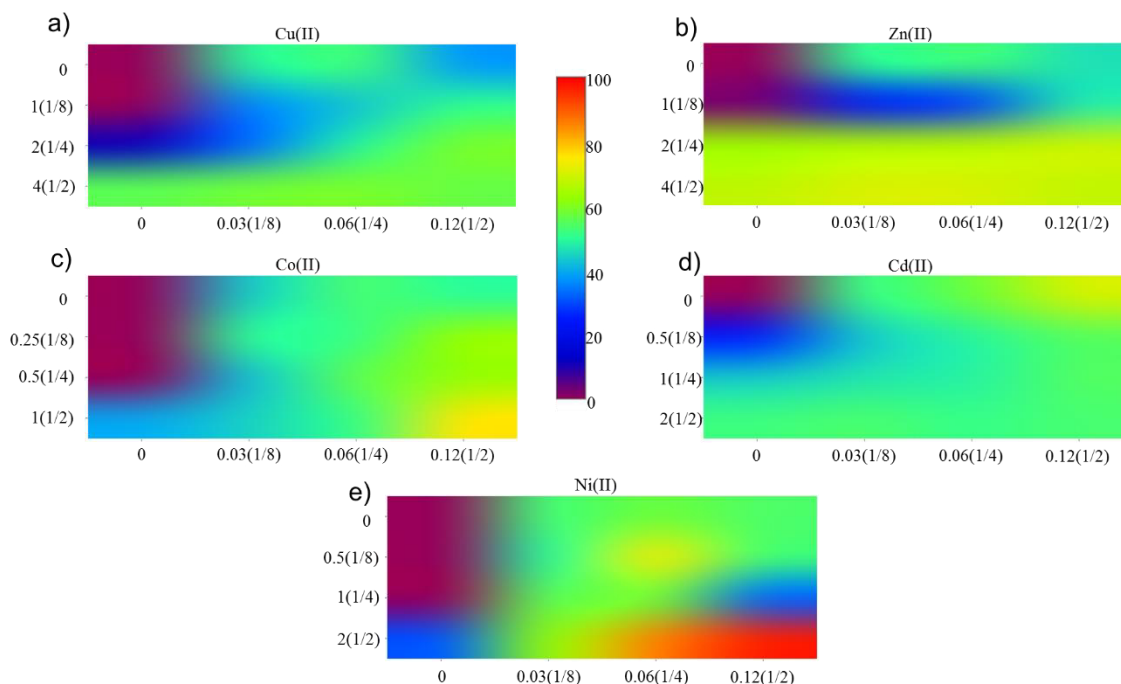 a)
Cu(II)
0
1(1/8)
2(1/4)
4(1/2)
0 0.03(1/8) 0.06(1/4) 0.12(1/2)
100
80
60
40
20
0
b)
Zn(II)
0
1(1/8)
2(1/4)
4(1/2)
0 0.03(1/8) 0.06(1/4) 0.12(1/2)
c)
Co(II)
0
0.25(1/8)
0.5(1/4)
1(1/2)
0 0.03(1/8) 0.06(1/4) 0.12(1/2)
d)
Cd(II)
0
0.5(1/8)
1(1/4)
2(1/2)
0 0.03(1/8) 0.06(1/4) 0.12(1/2)
e)
Ni(II)
0
0.5(1/8)
1(1/4)
2(1/2)
0 0.03(1/8) 0.06(1/4) 0.12(1/2)